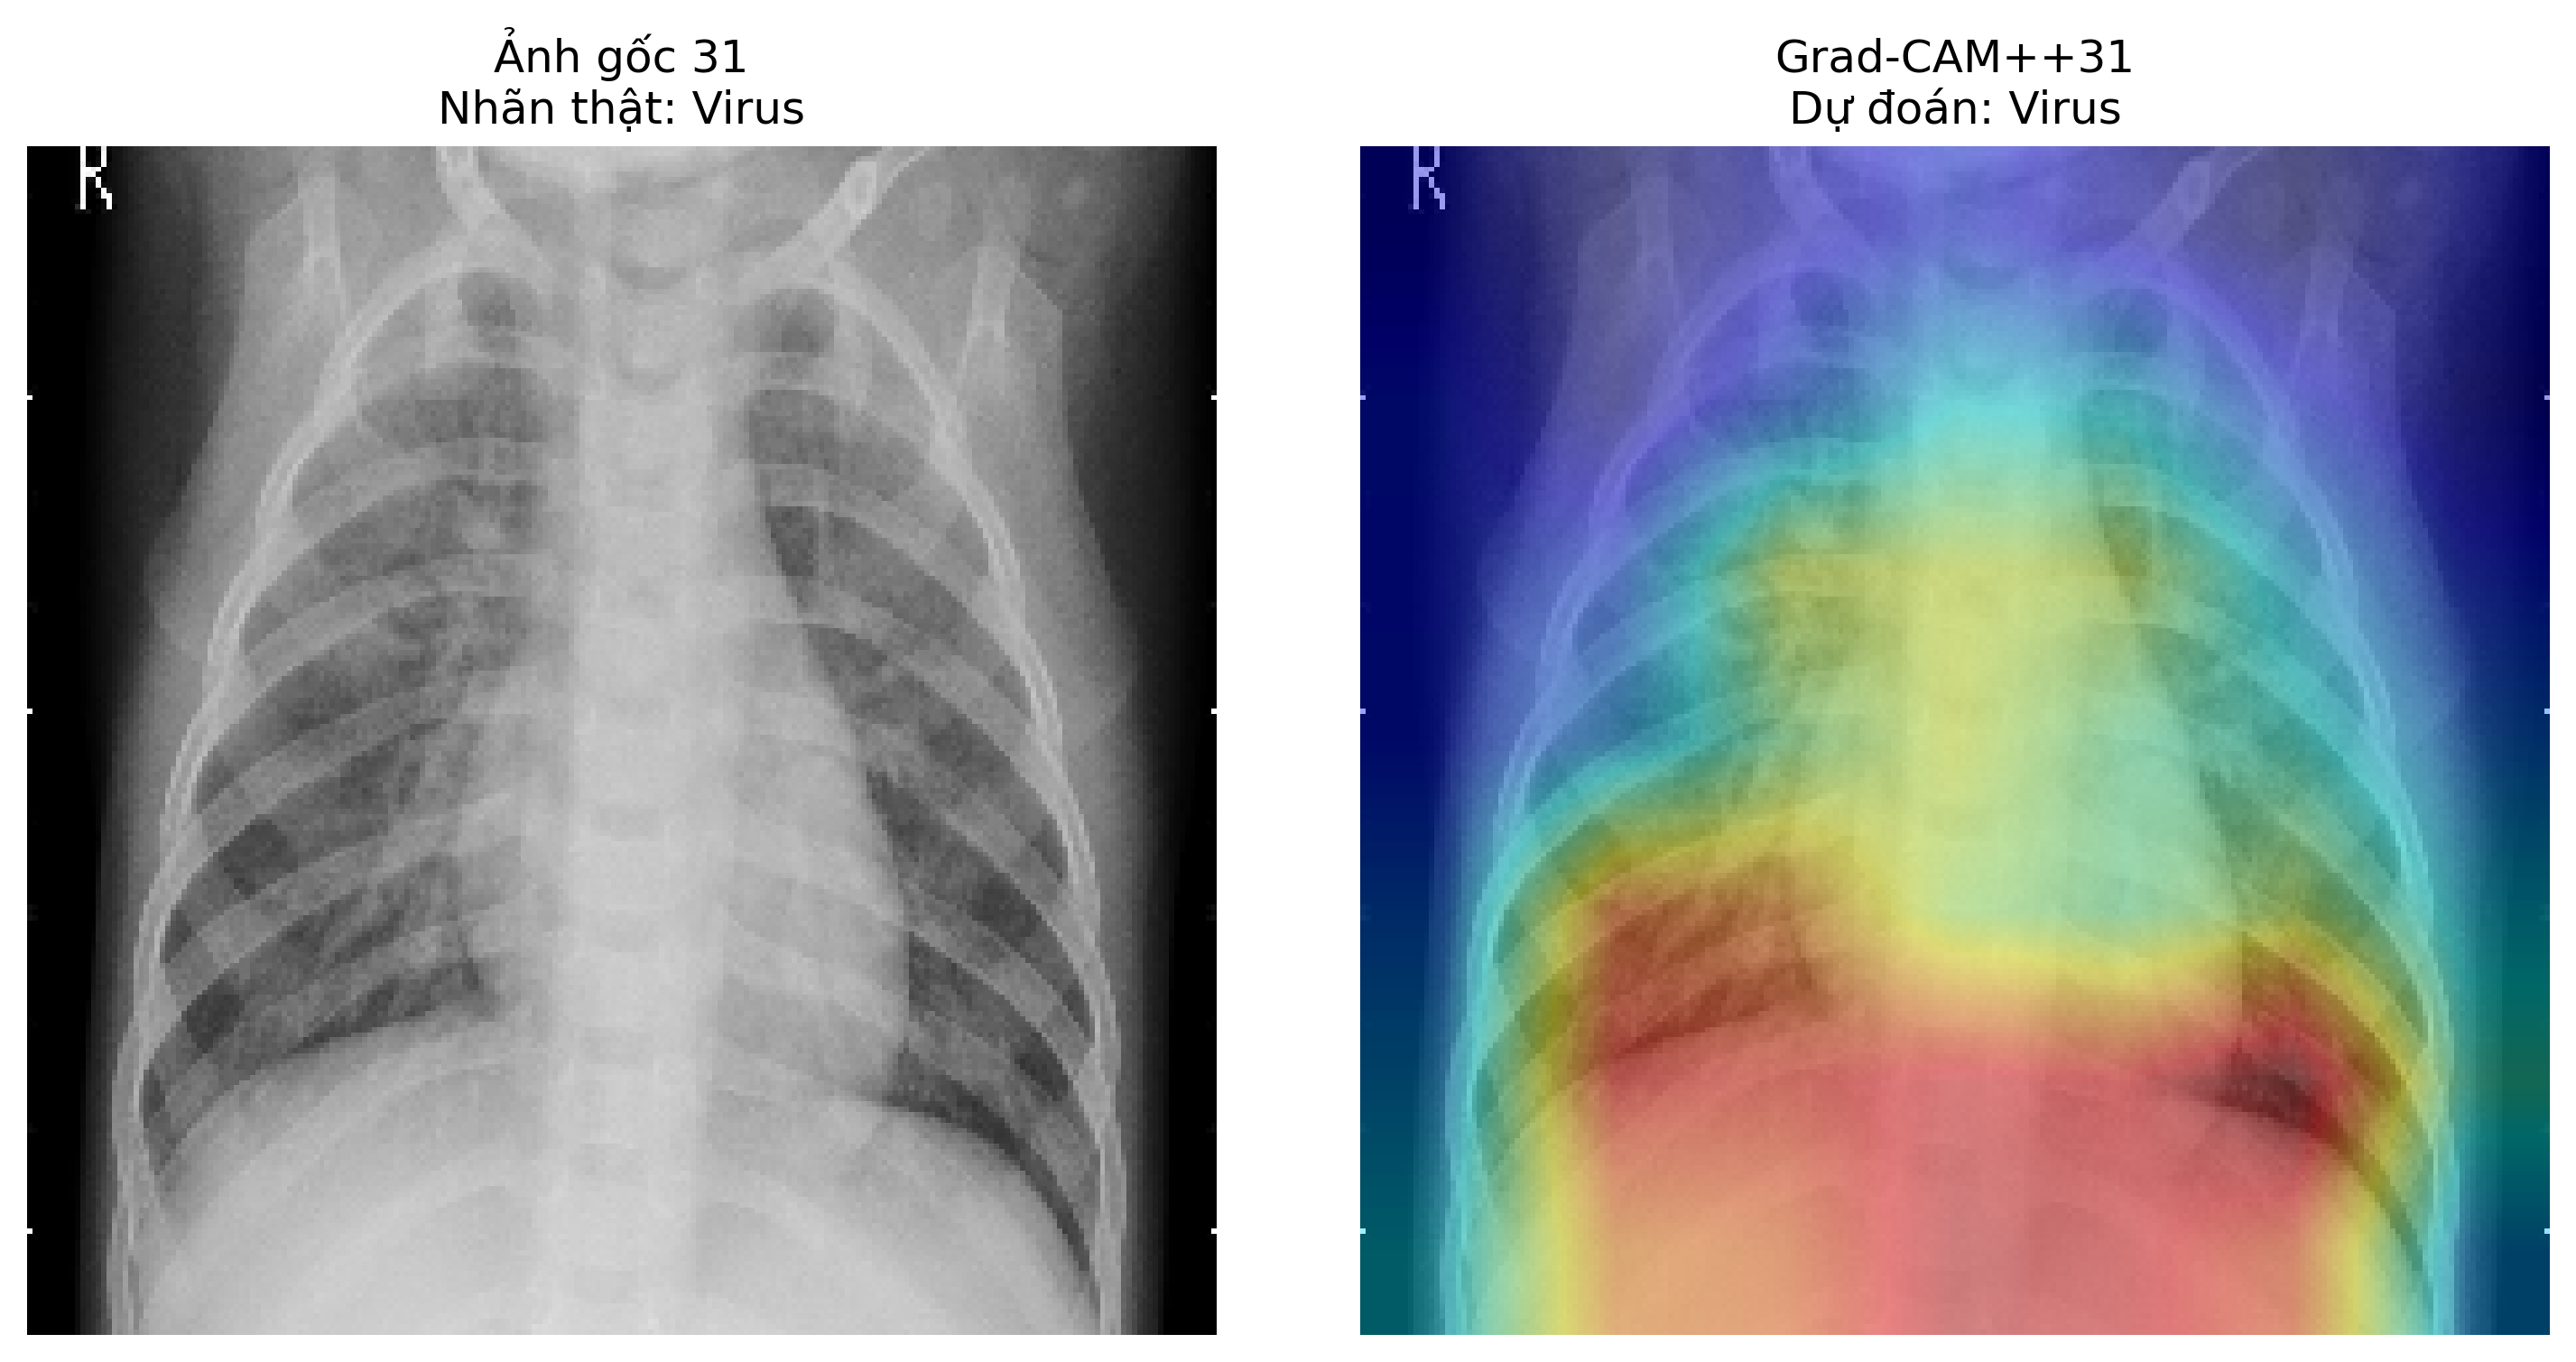 Ảnh gốc 31
Nhãn thật: Virus
Grad-CAM++31
Dự đoán: Virus
R
R